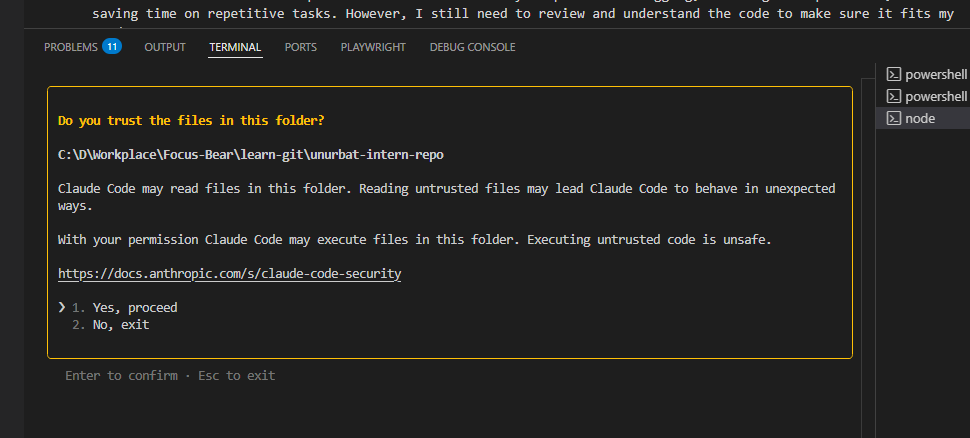 saving time on repetitive tasks. However, I still need to review and understand the code to make sure it fits my
PROBLEMS 11 OUTPUT TERMINAL PORTS PLAYWRIGHT DEBUG CONSOLE
powershell
powershell
node
Do you trust the files in this folder?
C:\D\Workplace\Focus-Bear\learn-git\unurbat-intern-repo
Claude Code may read files in this folder. Reading untrusted files may lead Claude Code to behave in unexpected
ways.
With your permission Claude Code may execute files in this folder. Executing untrusted code is unsafe.
https://docs.anthropic.com/s/claude-code-security
❯ 1. Yes, proceed
2. No, exit
Enter to confirm · Esc to exit